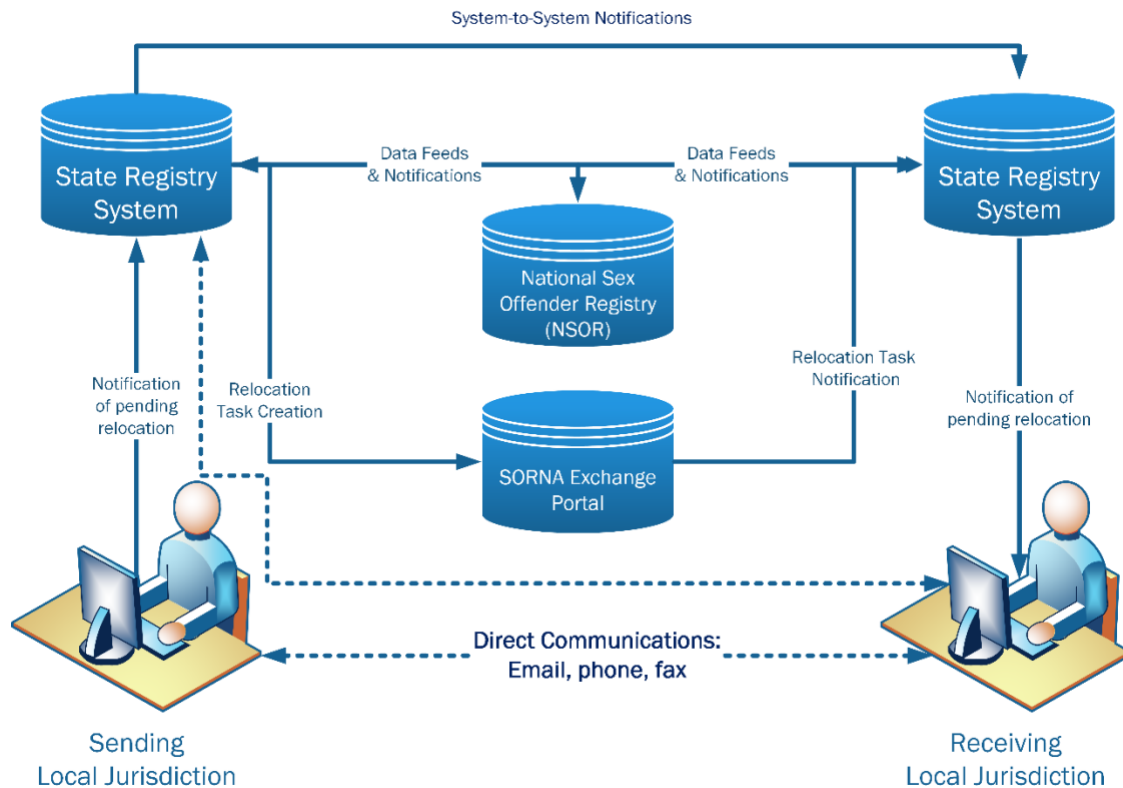 System-to-System Notifications
State Registry
System
Data Feeds
& Notifications
Data Feeds
& Notifications
State Registry
System
National Sex
Offender Registry
(NSOR)
Notification
of pending
relocation
Relocation
Task Creation
Relocation Task
Notification
Notification of
pending relocation
SORNA Exchange
Portal
Direct Communications:
Email, phone, fax
Sending
Local Jurisdiction
Receiving
Local Jurisdiction